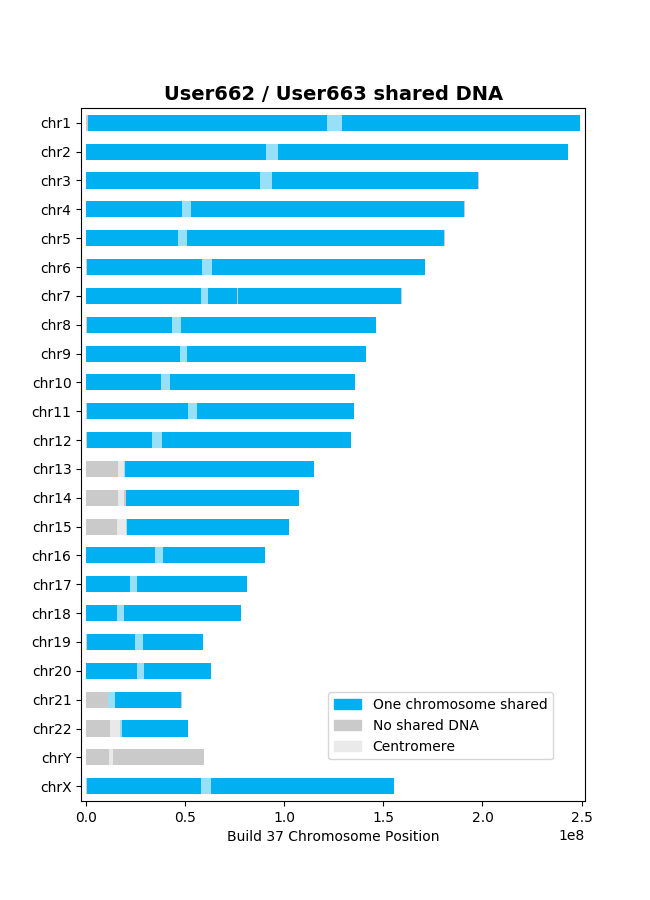 User662 / User663 shared DNA
chr1
chr2
chr3
chr4
chr5
chr6
chr7
chr8
chr9
chr10
chr11
chr12
chr13
chr14
chr15
chr16
chr17
chr18
chr19
chr20
chr21
chr22
chrY
chrX
One chromosome shared
No shared DNA
Centromere
0.0 0.5 1.0 1.5 2.0 2.5
1e8
Build 37 Chromosome Position